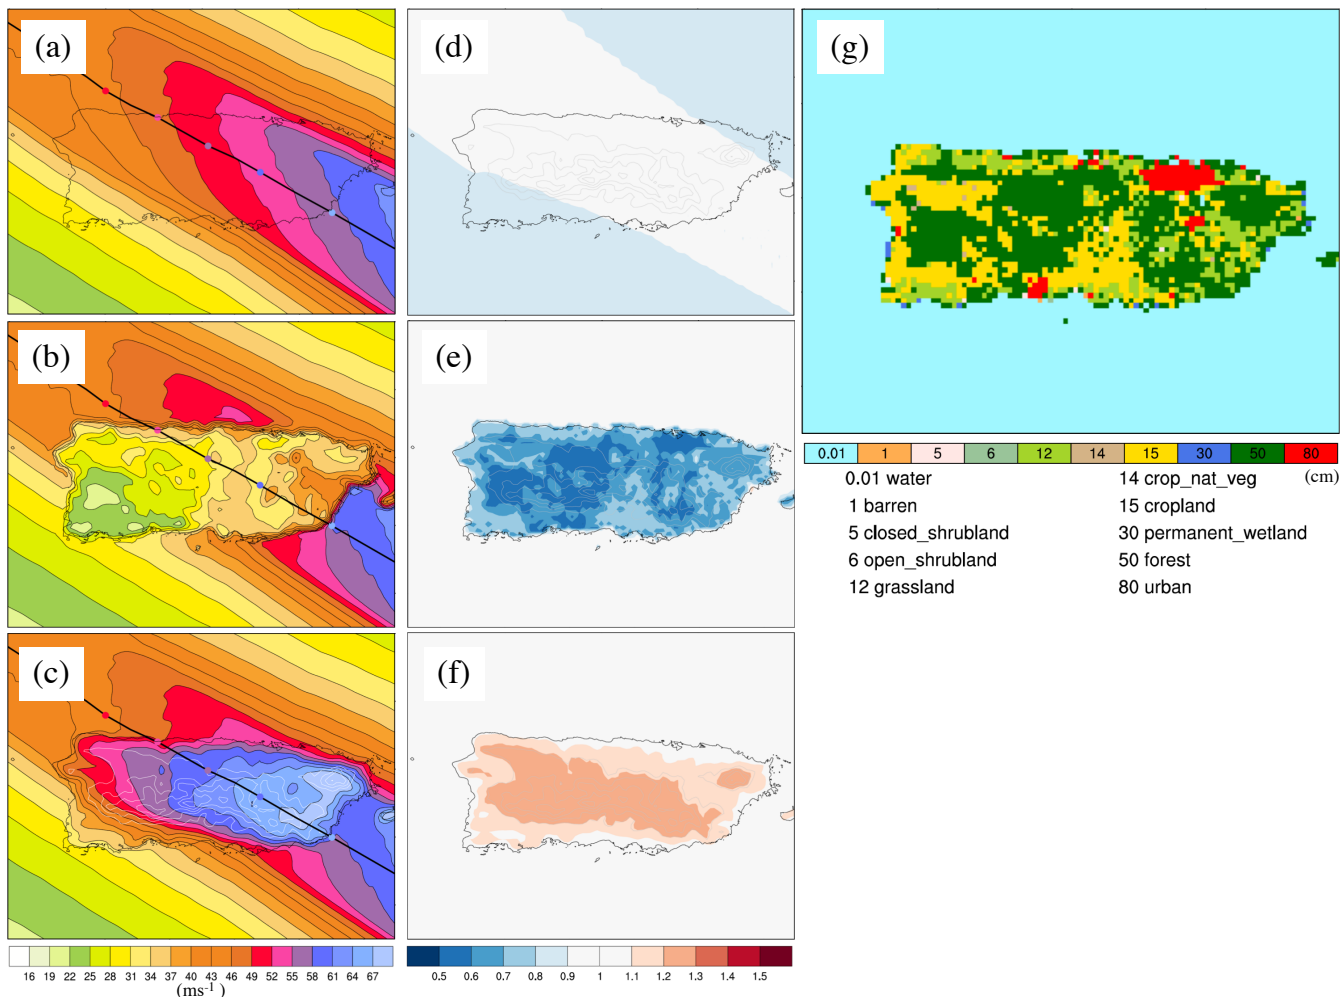 (a)
(d)
(g)
(b)
(e)
(c)
(f)
0.01 1 5 6 12 14 15 30 50 80
(cm)
0.01 water
1 barren
5 closed_shrubland
6 open_shrubland
12 grassland
14 crop_nat_veg
15 cropland
30 permanent_wetland
50 forest
80 urban
16 19 22 25 28 31 34 37 40 43 46 49 52 55 58 61 64 67
(ms-1)
0.5 0.6 0.7 0.8 0.9 1 1.1 1.2 1.3 1.4 1.5